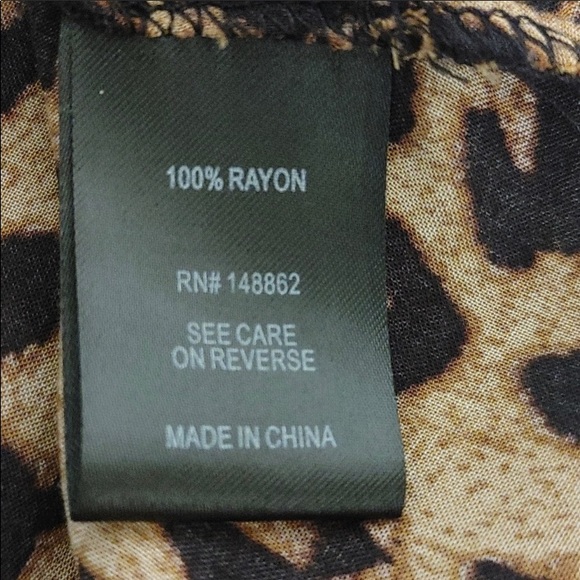 100% RAYON
RN# 148862
SEE CARE
ON REVERSE
MADE IN CHINA